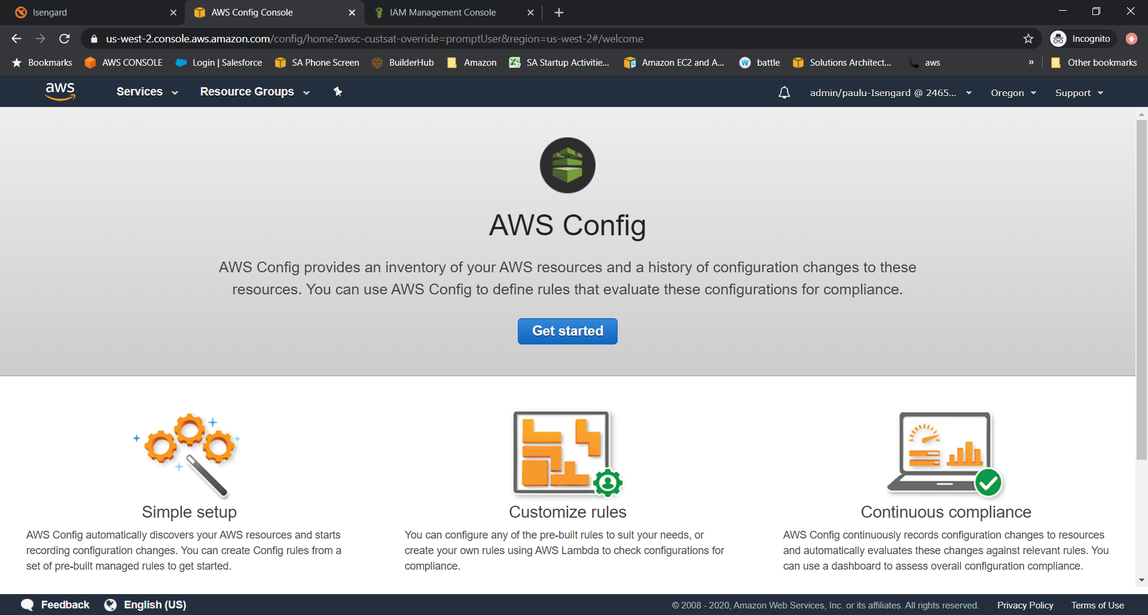 Isengard
AWS Config Console
IAM Management Console
us-west-2.console.aws.amazon.com/config/home?awsc-custsat-override=promptUser&region=us-west-2#/welcome
Incognito
Bookmarks
AWS CONSOLE
Login | Salesforce
SA Phone Screen
BuilderHub
Amazon
SA Startup Activitie...
Amazon EC2 and A...
battle
Solutions Architect...
aws
»
Other bookmarks
aws
Services
Resource Groups
admin/paulu-Isengard @ 2465...
Oregon
Support
AWS Config
AWS Config provides an inventory of your AWS resources and a history of configuration changes to these
resources. You can use AWS Config to define rules that evaluate these configurations for compliance.
Get started
Simple setup
AWS Config automatically discovers your AWS resources and starts
recording configuration changes. You can create Config rules from a
set of pre-built managed rules to get started.
Customize rules
You can configure any of the pre-built rules to suit your needs, or
create your own rules using AWS Lambda to check configurations for
compliance.
Continuous compliance
AWS Config continuously records configuration changes to resources
and automatically evaluates these changes against relevant rules. You
can use a dashboard to assess overall configuration compliance.
Feedback
English (US)
© 2008 - 2020, Amazon Web Services, Inc. or its affiliates. All rights reserved.
Privacy Policy
Terms of Use